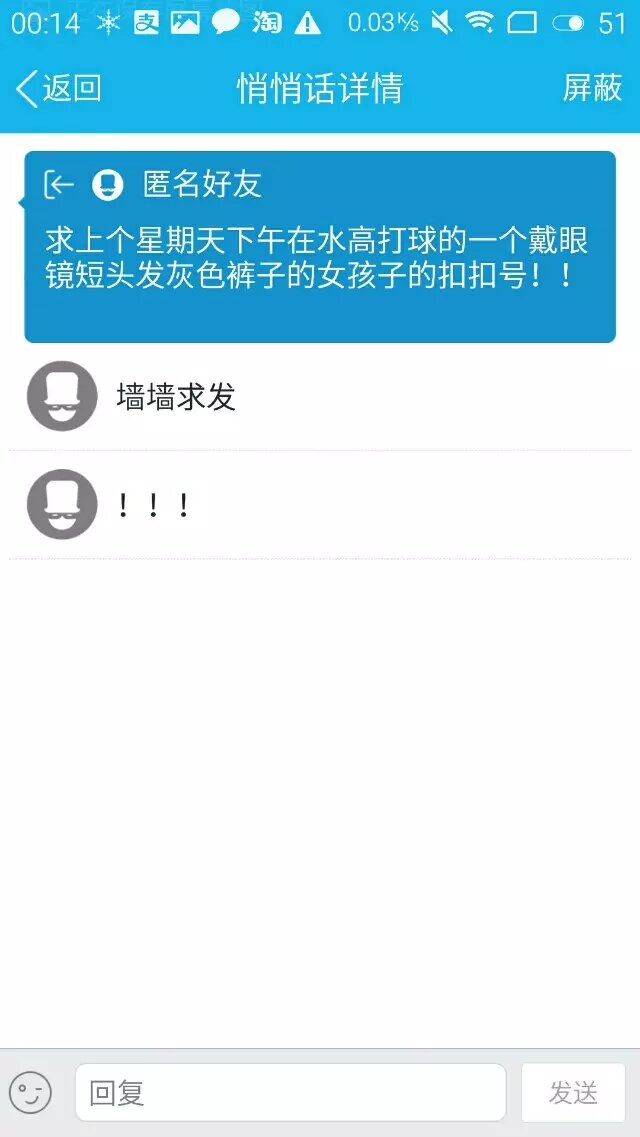 00:14 支 淘 0.03K/s 51
返回 悄悄话详情 屏蔽
匿名好友
求上个星期天下午在水高打球的一个戴眼
镜短头发灰色裤子的女孩子的扣扣号！！
墙墙求发
！！！
回复 发送